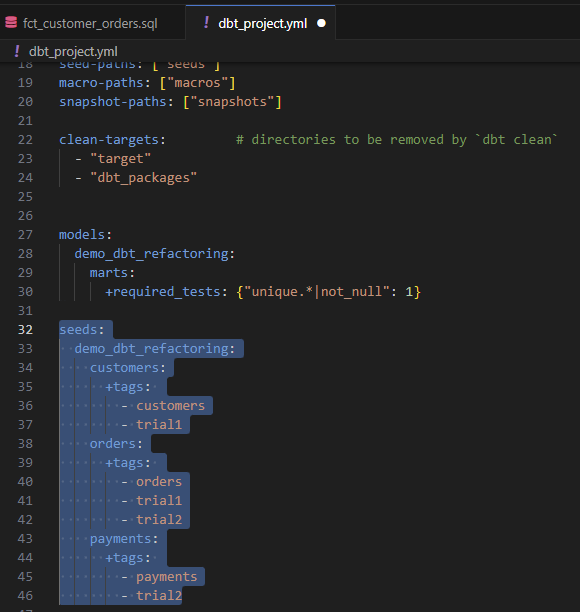 fct_customer_orders.sql
! dbt_project.yml ●
! dbt_project.yml
18 seed-paths: ["seeds"]
19 macro-paths: ["macros"]
20 snapshot-paths: ["snapshots"]
21
22 clean-targets:         # directories to be removed by `dbt clean`
23   - "target"
24   - "dbt_packages"
25
26
27 models:
28   demo_dbt_refactoring:
29     marts:
30       +required_tests: {"unique.*|not_null": 1}
31
32 seeds:
33   demo_dbt_refactoring:
34     customers:
35       +tags:
36         - customers
37         - trial1
38     orders:
39       +tags:
40         - orders
41         - trial1
42         - trial2
43     payments:
44       +tags:
45         - payments
46         - trial2